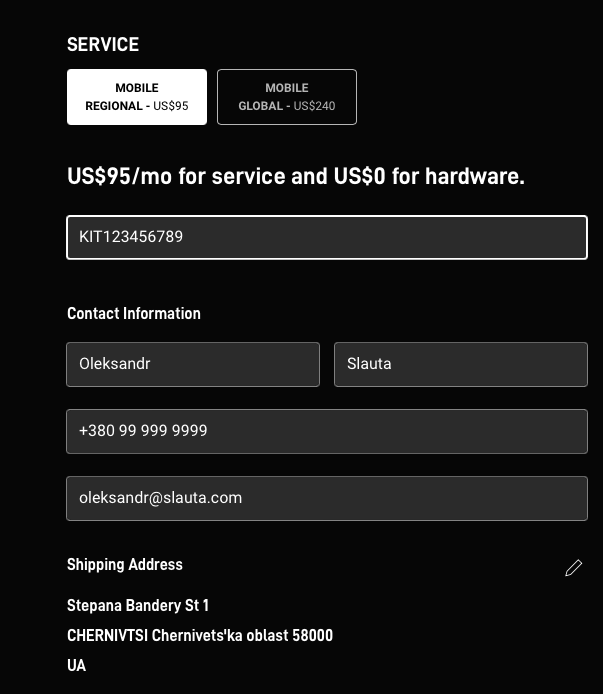 SERVICE
MOBILE
REGIONAL - US$95
MOBILE
GLOBAL - US$240
US$95/mo for service and US$0 for hardware.
KIT123456789
Contact Information
Oleksandr
Slauta
+380 99 999 9999
oleksandr@slauta.com
Shipping Address
Stepana Bandery St 1
CHERNIVTSI Chernivets'ka oblast 58000
UA